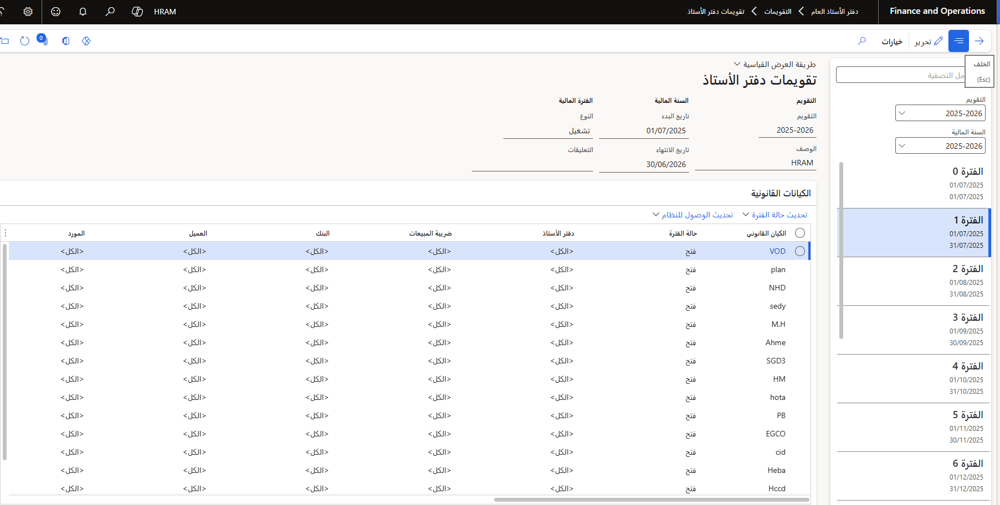 Finance and Operations
دفتر الأستاذ العام
التقويمات
تقويمات دفتر الأستاذ
HRAM
تحرير
خيارات
0
الخلف
(Esc)
التصفية
التقويم
2025-2026
السنة المالية
2025-2026
الفترة 0
01/07/2025
01/07/2025
الفترة 1
01/07/2025
31/07/2025
الفترة 2
01/08/2025
31/08/2025
الفترة 3
01/09/2025
30/09/2025
الفترة 4
01/10/2025
31/10/2025
الفترة 5
01/11/2025
30/11/2025
الفترة 6
01/12/2025
31/12/2025
طريقة العرض القياسية
تقويمات دفتر الأستاذ
التقويم السنة المالية الفترة المالية
التقويم تاريخ البدء النوع
2025-2026 01/07/2025 تشغيل
الوصف تاريخ الانتهاء التعليقات
HRAM 30/06/2026
الكيانات القانونية
تحديث حالة الفترة تحديث الوصول للنظام
الكيان القانوني حالة الفترة دفتر الأستاذ ضريبة المبيعات البنك العميل المورد
VOD فتح <الكل> <الكل> <الكل> <الكل> <الكل>
plan فتح <الكل> <الكل> <الكل> <الكل> <الكل>
NHD فتح <الكل> <الكل> <الكل> <الكل> <الكل>
sedy فتح <الكل> <الكل> <الكل> <الكل> <الكل>
M.H فتح <الكل> <الكل> <الكل> <الكل> <الكل>
Ahme فتح <الكل> <الكل> <الكل> <الكل> <الكل>
SGD3 فتح <الكل> <الكل> <الكل> <الكل> <الكل>
HM فتح <الكل> <الكل> <الكل> <الكل> <الكل>
hota فتح <الكل> <الكل> <الكل> <الكل> <الكل>
PB فتح <الكل> <الكل> <الكل> <الكل> <الكل>
EGCO فتح <الكل> <الكل> <الكل> <الكل> <الكل>
cid فتح <الكل> <الكل> <الكل> <الكل> <الكل>
Heba فتح <الكل> <الكل> <الكل> <الكل> <الكل>
Hccd فتح <الكل> <الكل> <الكل> <الكل> <الكل>